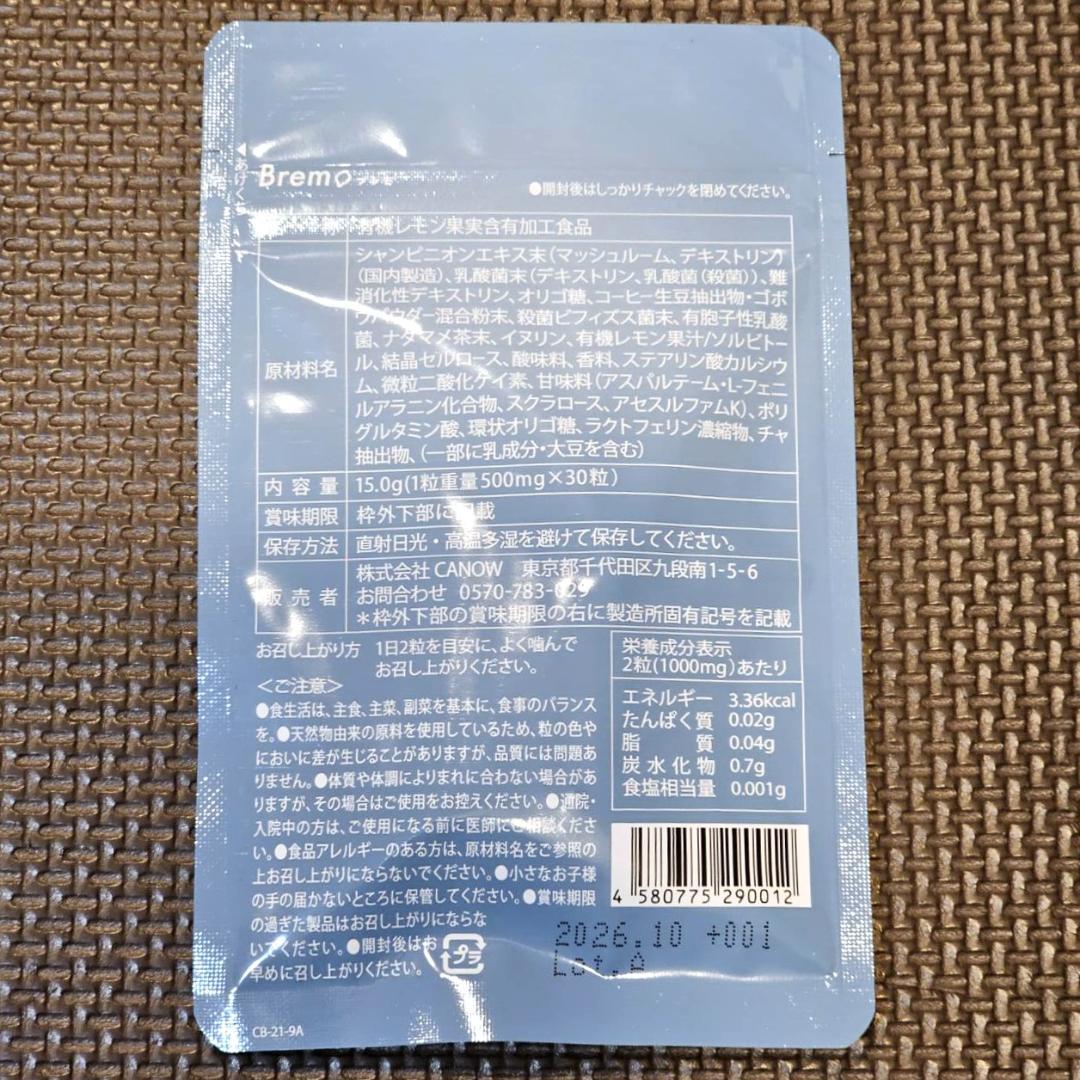 あけくち
Bremo ブレモ
●開封後はしっかりチャックを閉めてください。
有機レモン果実含有加工食品
原材料名
シャンピニオンエキス末(マッシュルーム、デキストリン)
(国内製造)、乳酸菌末(デキストリン、乳酸菌(殺菌))、難
消化性デキストリン、オリゴ糖、コーヒー生豆抽出物・ゴボ
ウパウダー混合粉末、殺菌ビフィズス菌末、有胞子性乳酸
菌、ナタマメ茶末、イヌリン、有機レモン果汁/ソルビトー
ル、結晶セルロース、酸味料、香料、ステアリン酸カルシウ
ム、微粒二酸化ケイ素、甘味料(アスパルテーム・L-フェニ
ルアラニン化合物、スクラロース、アセスルファムK)、ポリ
グルタミン酸、環状オリゴ糖、ラクトフェリン濃縮物、チャ
抽出物、(一部に乳成分・大豆を含む)
内容量 15.0g(1粒重量500mg×30粒)
賞味期限 枠外下部に記載
保存方法 直射日光・高温多湿を避けて保存してください。
販売者
株式会社CANOW 東京都千代田区九段南1-5-6
お問合わせ 0570-783-029
＊枠外下部の賞味期限の右に製造所固有記号を記載
お召し上がり方 1日2粒を目安に、よく噛んで
お召し上がりください。
＜ご注意＞
●食生活は、主食、主菜、副菜を基本に、食事のバランス
を。●天然物由来の原料を使用しているため、粒の色や
においに差が生じることがありますが、品質には問題あ
りません。●体質や体調によりまれに合わない場合があ
りますが、その場合はご使用をお控えください。●通院・
入院中の方は、ご使用になる前に医師にご相談くださ
い。●食品アレルギーのある方は、原材料名をご参照の
上お召し上がりにならないでください。●小さなお子様
の手の届かないところに保管してください。●賞味期限
の過ぎた製品はお召し上がりにならな
いでください。●開封後はお
早めに召し上がりください。
プラ
栄養成分表示
2粒(1000mg)あたり
エネルギー 3.36kcal
たんぱく質 0.02g
脂質 0.04g
炭水化物 0.7g
食塩相当量 0.001g
4 580775 290012
2026.10 +001
Lot.A
CB-21-9A